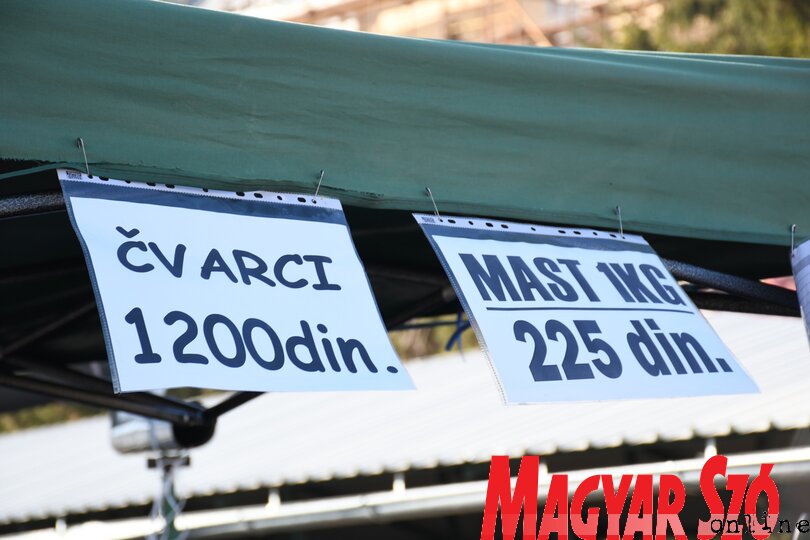 ČVARCI
1200din.
MAST 1KG
225 din.
MAGYAR SZÓ
online